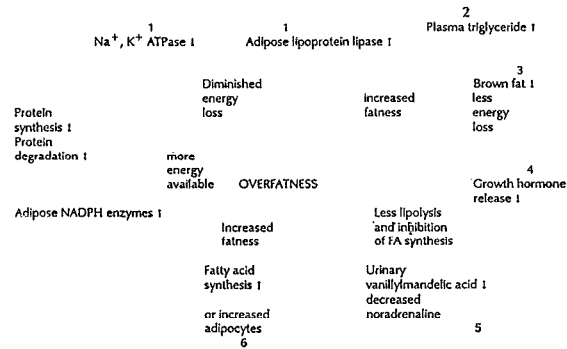 1
Na⁺, K⁺ ATPase ↓
1
Adipose lipoprotein lipase ↑
2
Plasma triglyceride ↑
Diminished
energy
loss
Increased
fatness
3
Brown fat ↓
less
energy
loss
Protein
synthesis ↓
Protein
degradation ↓
more
energy
available
OVERFATNESS
4
Growth hormone
release ↓
Adipose NADPH enzymes ↑
Increased
fatness
Less lipolysis
and inhibition
of FA synthesis
Fatty acid
synthesis ↑
or increased
adipocytes
6
Urinary
vanillylmandelic acid ↓
decreased
noradrenaline
5